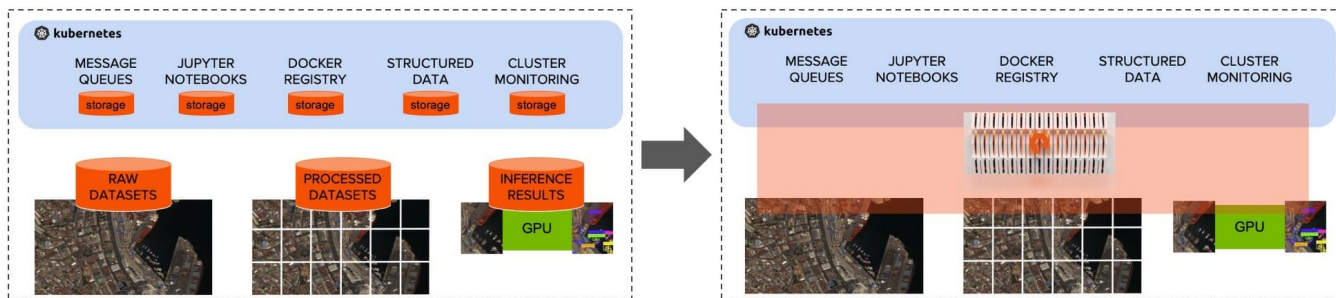 kubernetes
MESSAGE QUEUES
JUPYTER NOTEBOOKS
DOCKER REGISTRY
STRUCTURED DATA
CLUSTER MONITORING
storage
storage
storage
storage
storage
RAW DATASETS
PROCESSED DATASETS
INFERENCE RESULTS
GPU
kubernetes
MESSAGE QUEUES
JUPYTER NOTEBOOKS
DOCKER REGISTRY
STRUCTURED DATA
CLUSTER MONITORING
GPU